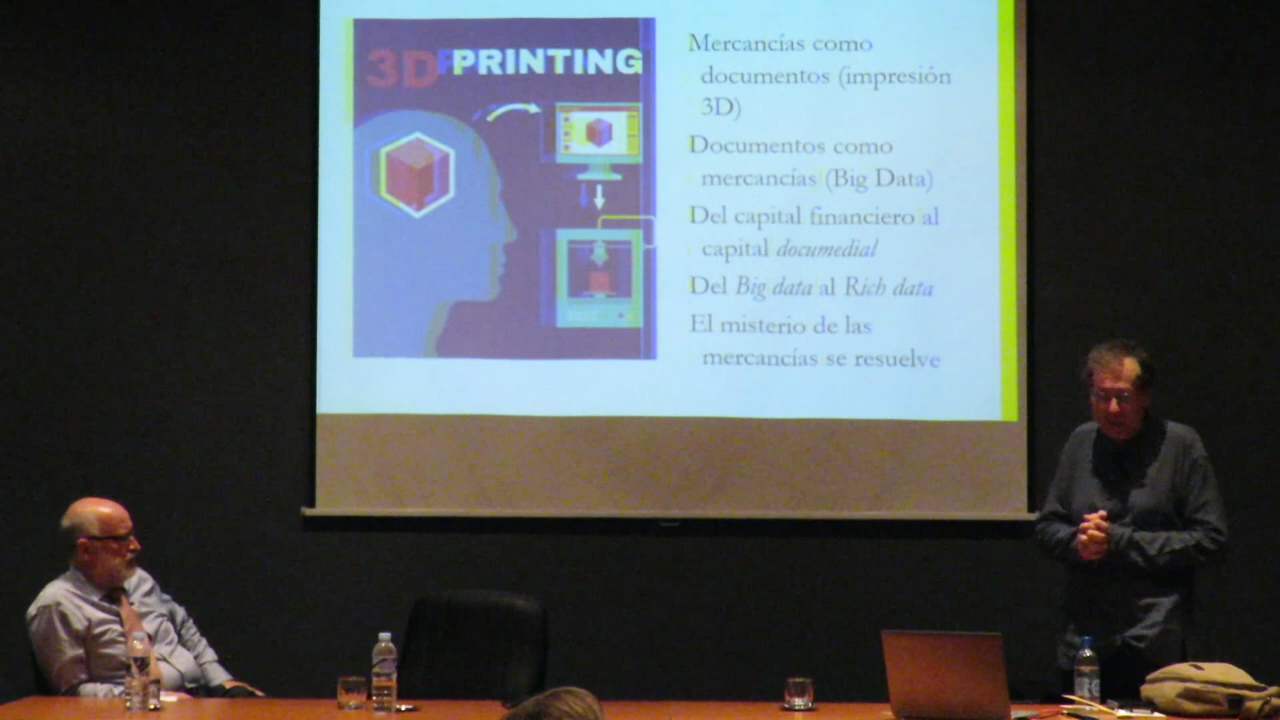 3D PRINTING
Mercancías como
documentos (impresión
3D)
Documentos como
mercancías (Big Data)
Del capital financiero al
capital documedial
Del Big data al Rich data
El misterio de las
mercancías se resuelve